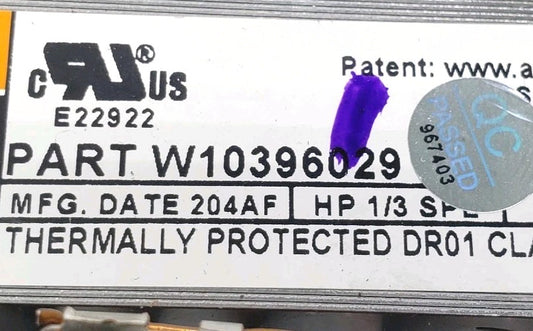 c UR ® US
E22922
Patent: www.a
S
PART W10396029
QC
PASSED
967403
MFG. DATE 204AF HP 1/3
THERMALLY PROTECTED DR01 CLA